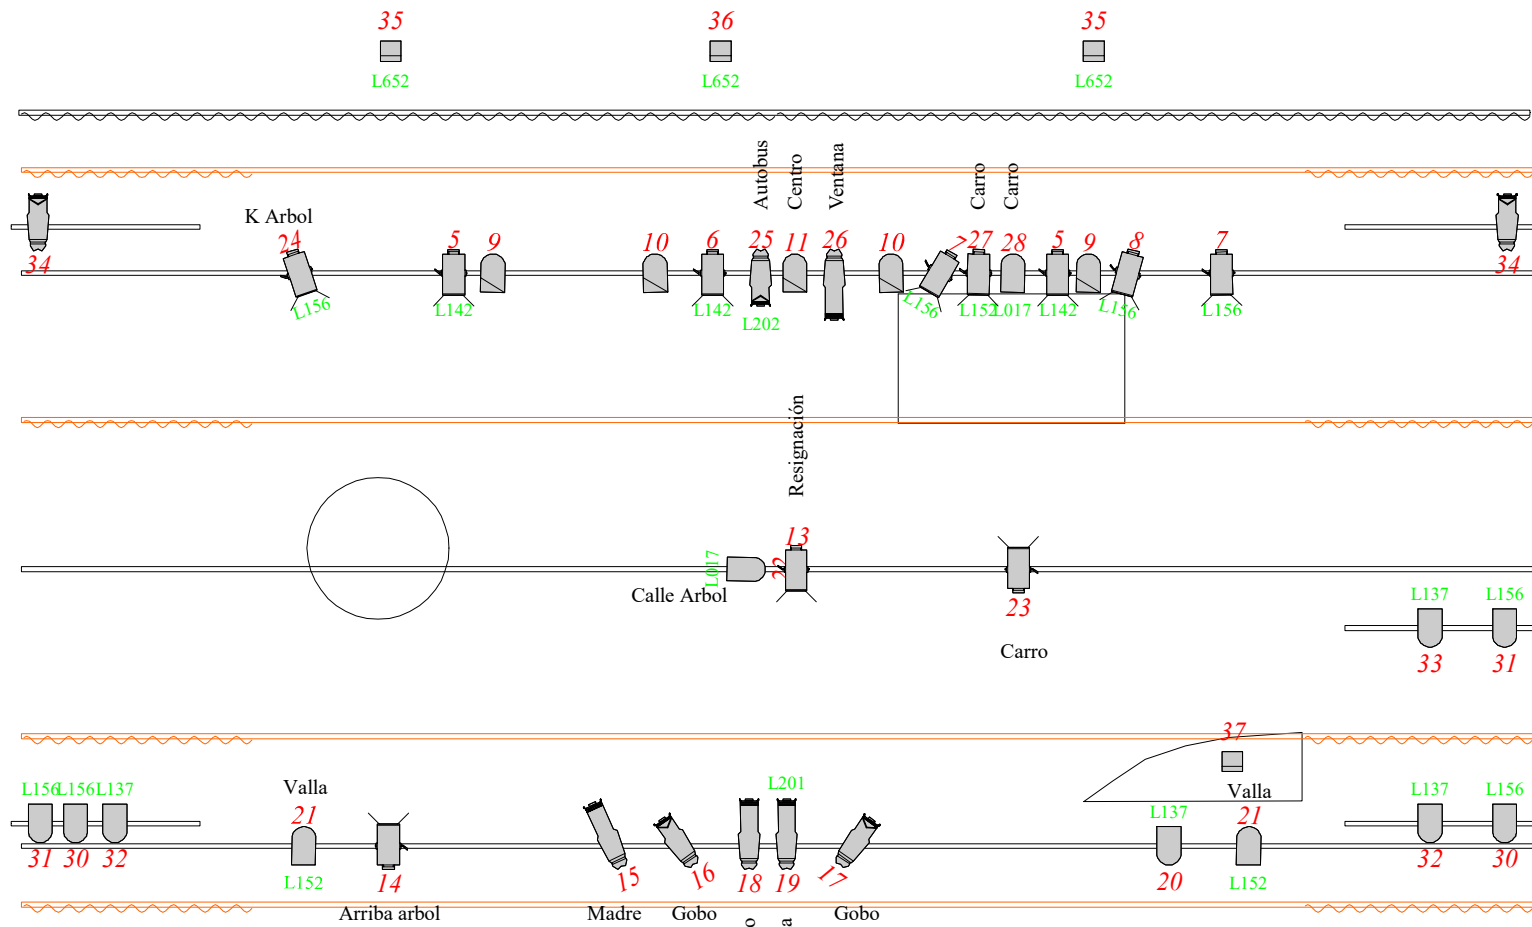 35 36 35
L652 L652 L652
Autobus Centro Ventana Carro Carro
K Arbol
24 5 9 10 6 25 11 26 10 7 27 28 5 9 8 7
34 34
L156 L142 L142 L202 L156 L152 L017 L142 L156 L156
Resignación
13
L017 22
Calle Arbol
23
Carro
L137 L156
33 31
37
L156 L156 L137
Valla
L201
Valla
L137 L156
21
L137
21
31 30 32
32 30
L152
14 15 16 18 19 17
20
L152
Arriba arbol Madre Gobo o a Gobo